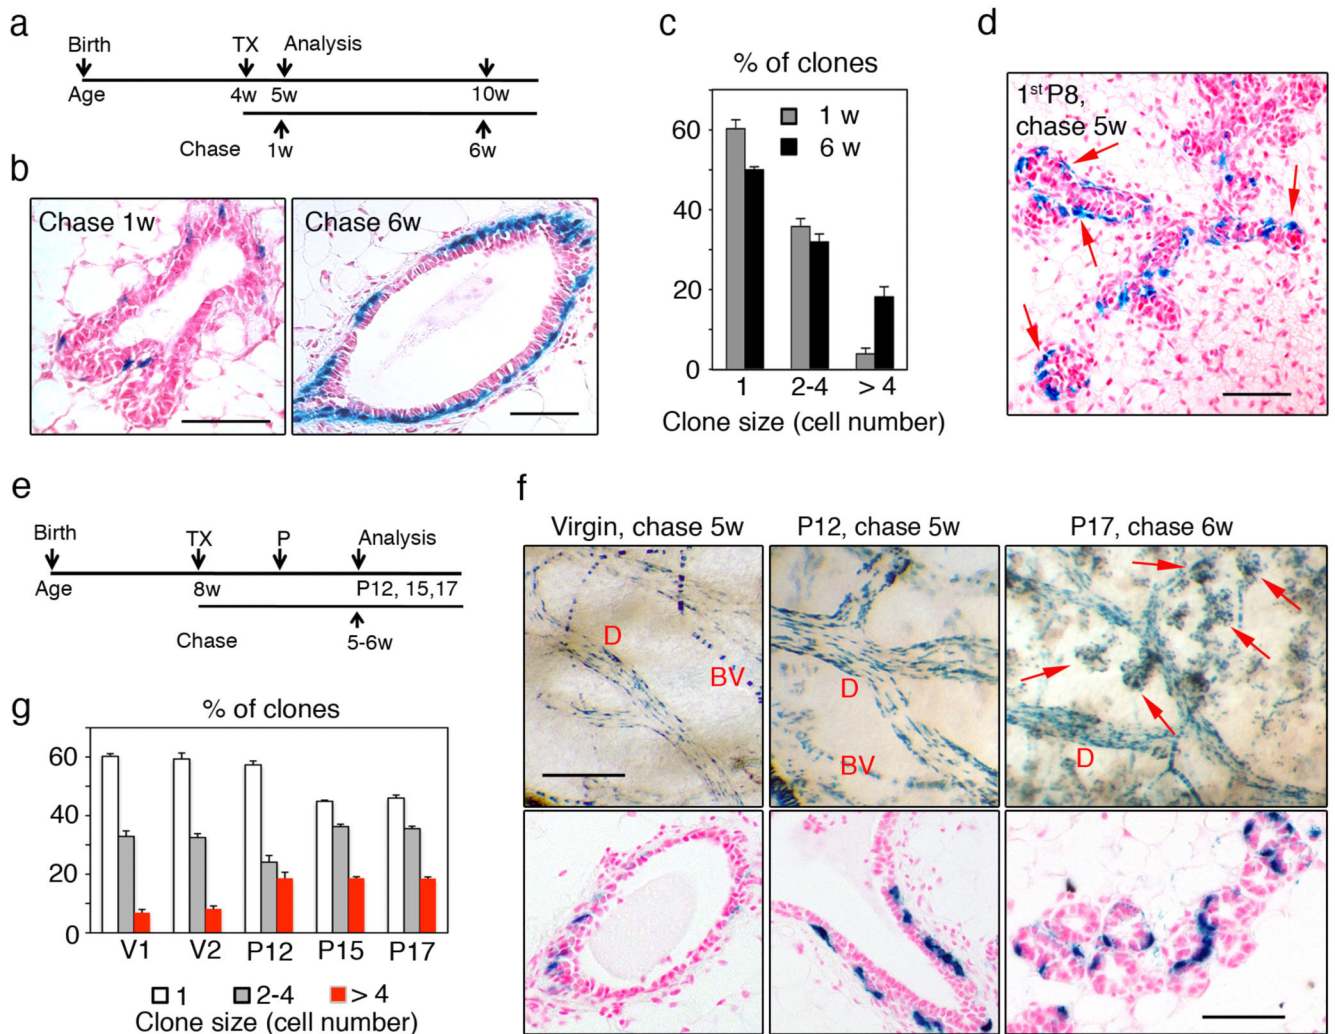 a
Birth
TX
Analysis
Age
4w
5w
10w
Chase
1w
6w
b
Chase 1w
Chase 6w
c
% of clones
1 w
6 w
60
40
20
0
1
2-4
> 4
Clone size (cell number)
d
1st P8,
chase 5w
e
Birth
TX
P
Analysis
Age
8w
P12, 15,17
Chase
5-6w
f
Virgin, chase 5w
P12, chase 5w
P17, chase 6w
D
BV
D
BV
D
g
% of clones
60
40
20
0
V1
V2
P12
P15
P17
1
2-4
> 4
Clone size (cell number)